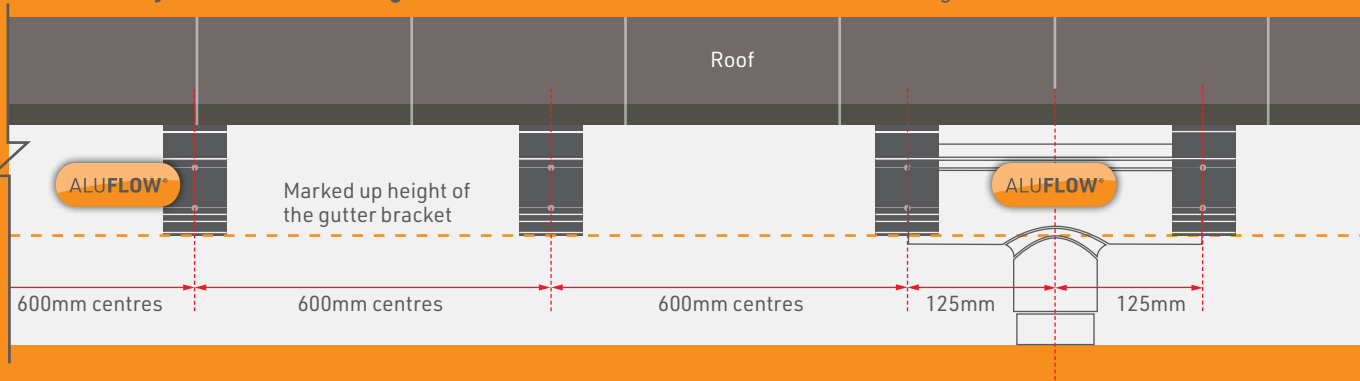 Roof
ALUFLOW®
Marked up height of
the gutter bracket
ALUFLOW®
600mm centres
600mm centres
600mm centres
125mm
125mm